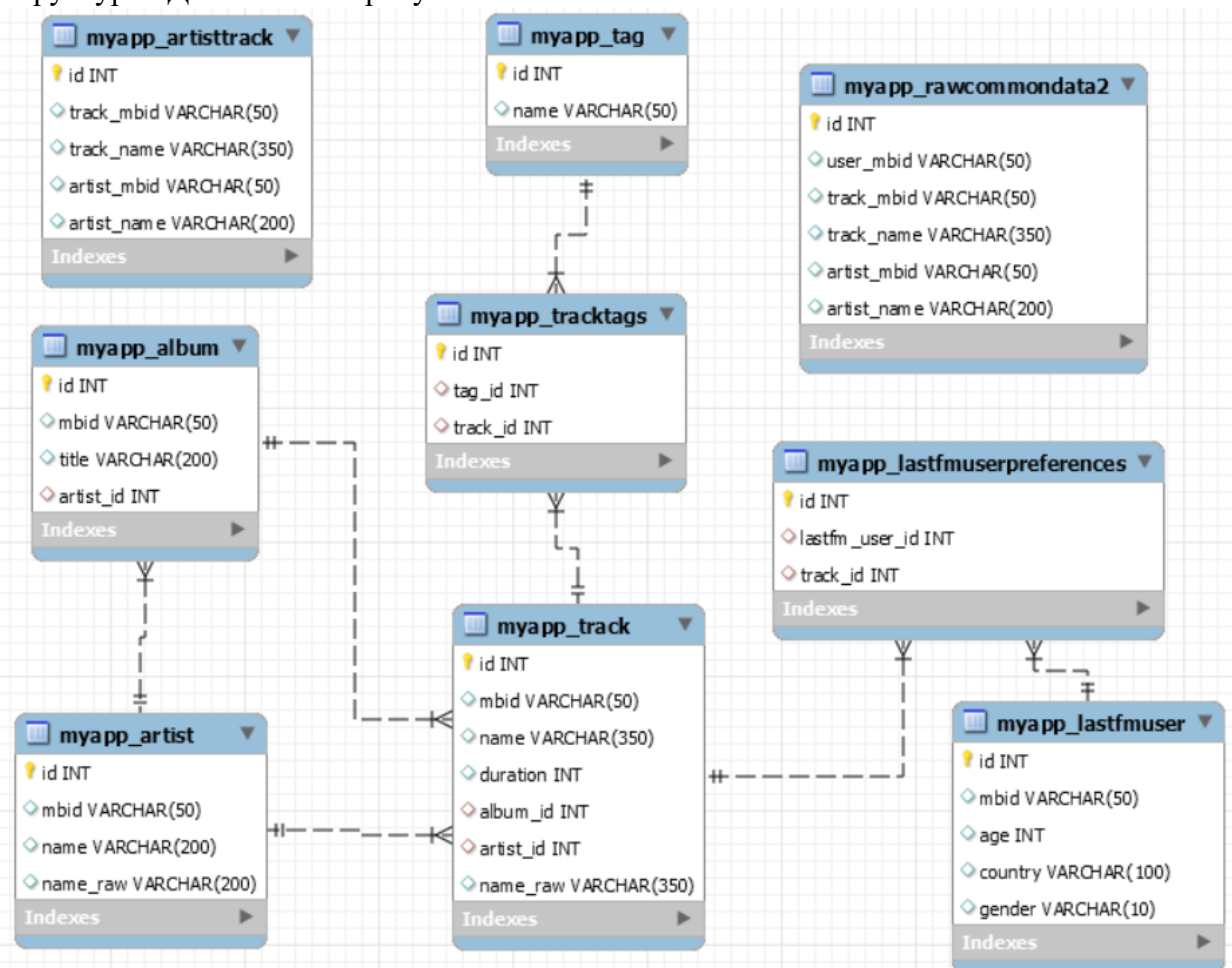 myapp_artisttrack
id INT
track_mbid VARCHAR(50)
track_name VARCHAR(350)
artist_mbid VARCHAR(50)
artist_name VARCHAR(200)
Indexes
myapp_tag
id INT
name VARCHAR(50)
Indexes
myapp_rawcommondata2
id INT
user_mbid VARCHAR(50)
track_mbid VARCHAR(50)
track_name VARCHAR(350)
artist_mbid VARCHAR(50)
artist_name VARCHAR(200)
Indexes
myapp_album
id INT
mbid VARCHAR(50)
title VARCHAR(200)
artist_id INT
Indexes
myapp_tracktags
id INT
tag_id INT
track_id INT
Indexes
myapp_lastfmuserpreferences
id INT
lastfm_user_id INT
track_id INT
Indexes
myapp_artist
id INT
mbid VARCHAR(50)
name VARCHAR(200)
name_raw VARCHAR(200)
Indexes
myapp_track
id INT
mbid VARCHAR(50)
name VARCHAR(350)
duration INT
album_id INT
artist_id INT
name_raw VARCHAR(350)
Indexes
myapp_lastfmuser
id INT
mbid VARCHAR(50)
age INT
country VARCHAR(100)
gender VARCHAR(10)
Indexes